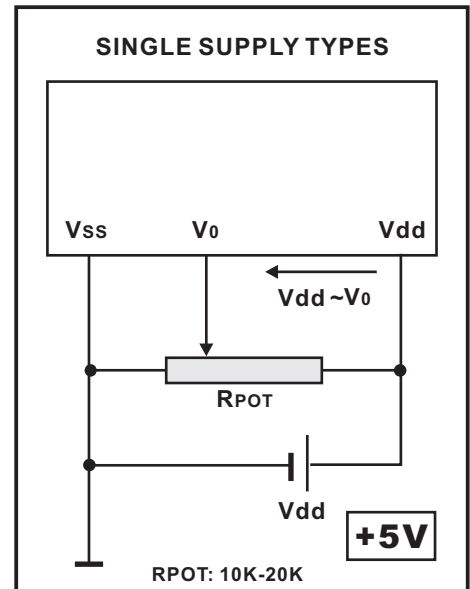 SINGLE SUPPLY TYPES
Vss V0 Vdd
Vdd ~V0
RPOT
Vdd
+5V
RPOT: 10K-20K